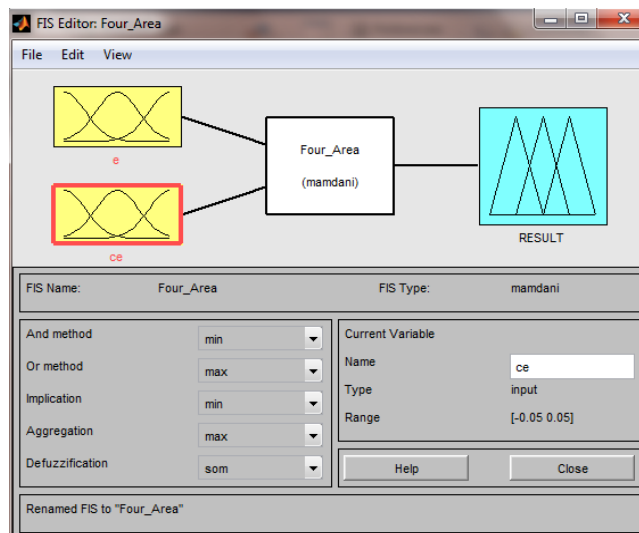 FIS Editor: Four_Area
File Edit View
e
Four_Area
(mamdani)
ce
RESULT
FIS Name: Four_Area FIS Type: mamdani
And method min
Or method max
Implication min
Aggregation max
Defuzzification som
Current Variable
Name ce
Type input
Range [-0.05 0.05]
Help Close
Renamed FIS to "Four_Area"